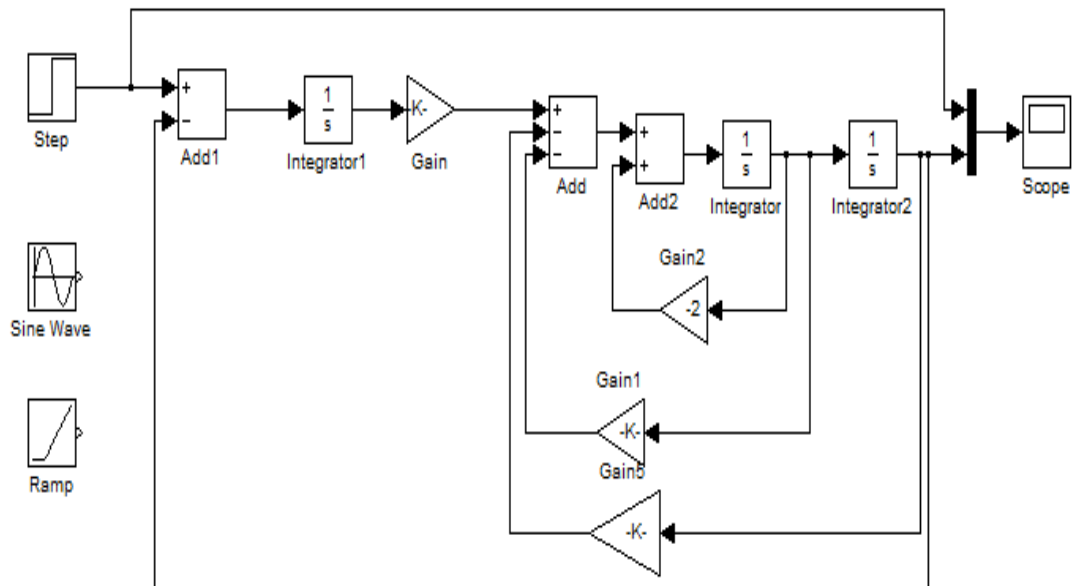 Step
+
−
Add1
1
s
Integrator1
K-
Gain
+
−
−
Add
+
+
Add2
1
s
Integrator
1
s
Integrator2
Scope
Gain2
-2
Sine Wave
Gain1
-K-
Ramp
Gain5
-K-